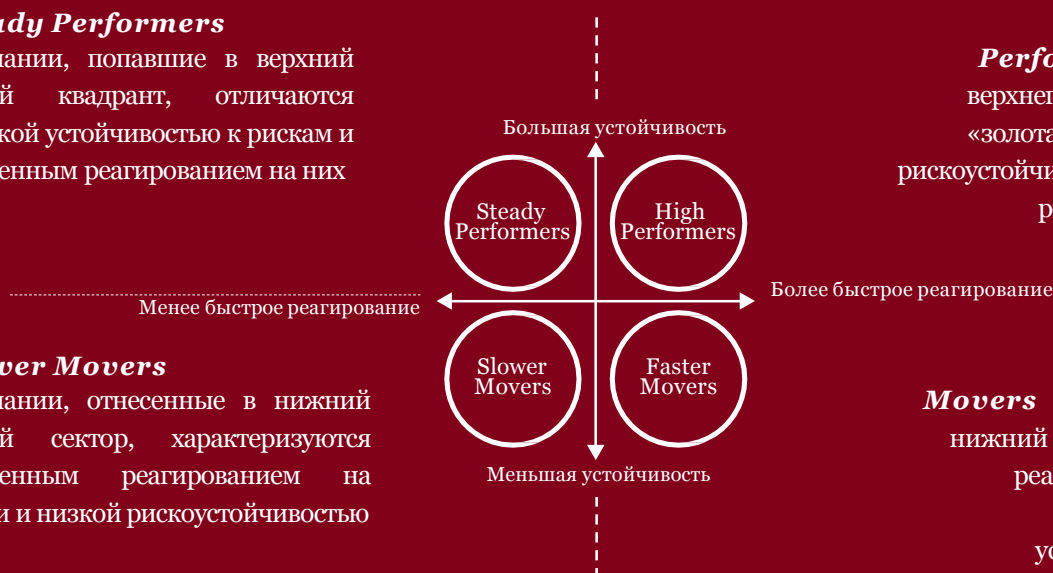 ady Performers
пании, попавшие в верхний
й квадрант, отличаются
кой устойчивостью к рискам и
енным реагированием на них
Perfo
верхнег
«золота
рискоустойчи
р
Большая устойчивость
Steady
Performers
High
Performers
Менее быстрое реагирование
Более быстрое реагирование
Slower
Movers
Faster
Movers
Меньшая устойчивость
wer Movers
пании, отнесенные в нижний
й сектор, характеризуются
енным реагированием на
и и низкой рискоустойчивостью
Movers
нижний
реа
ус